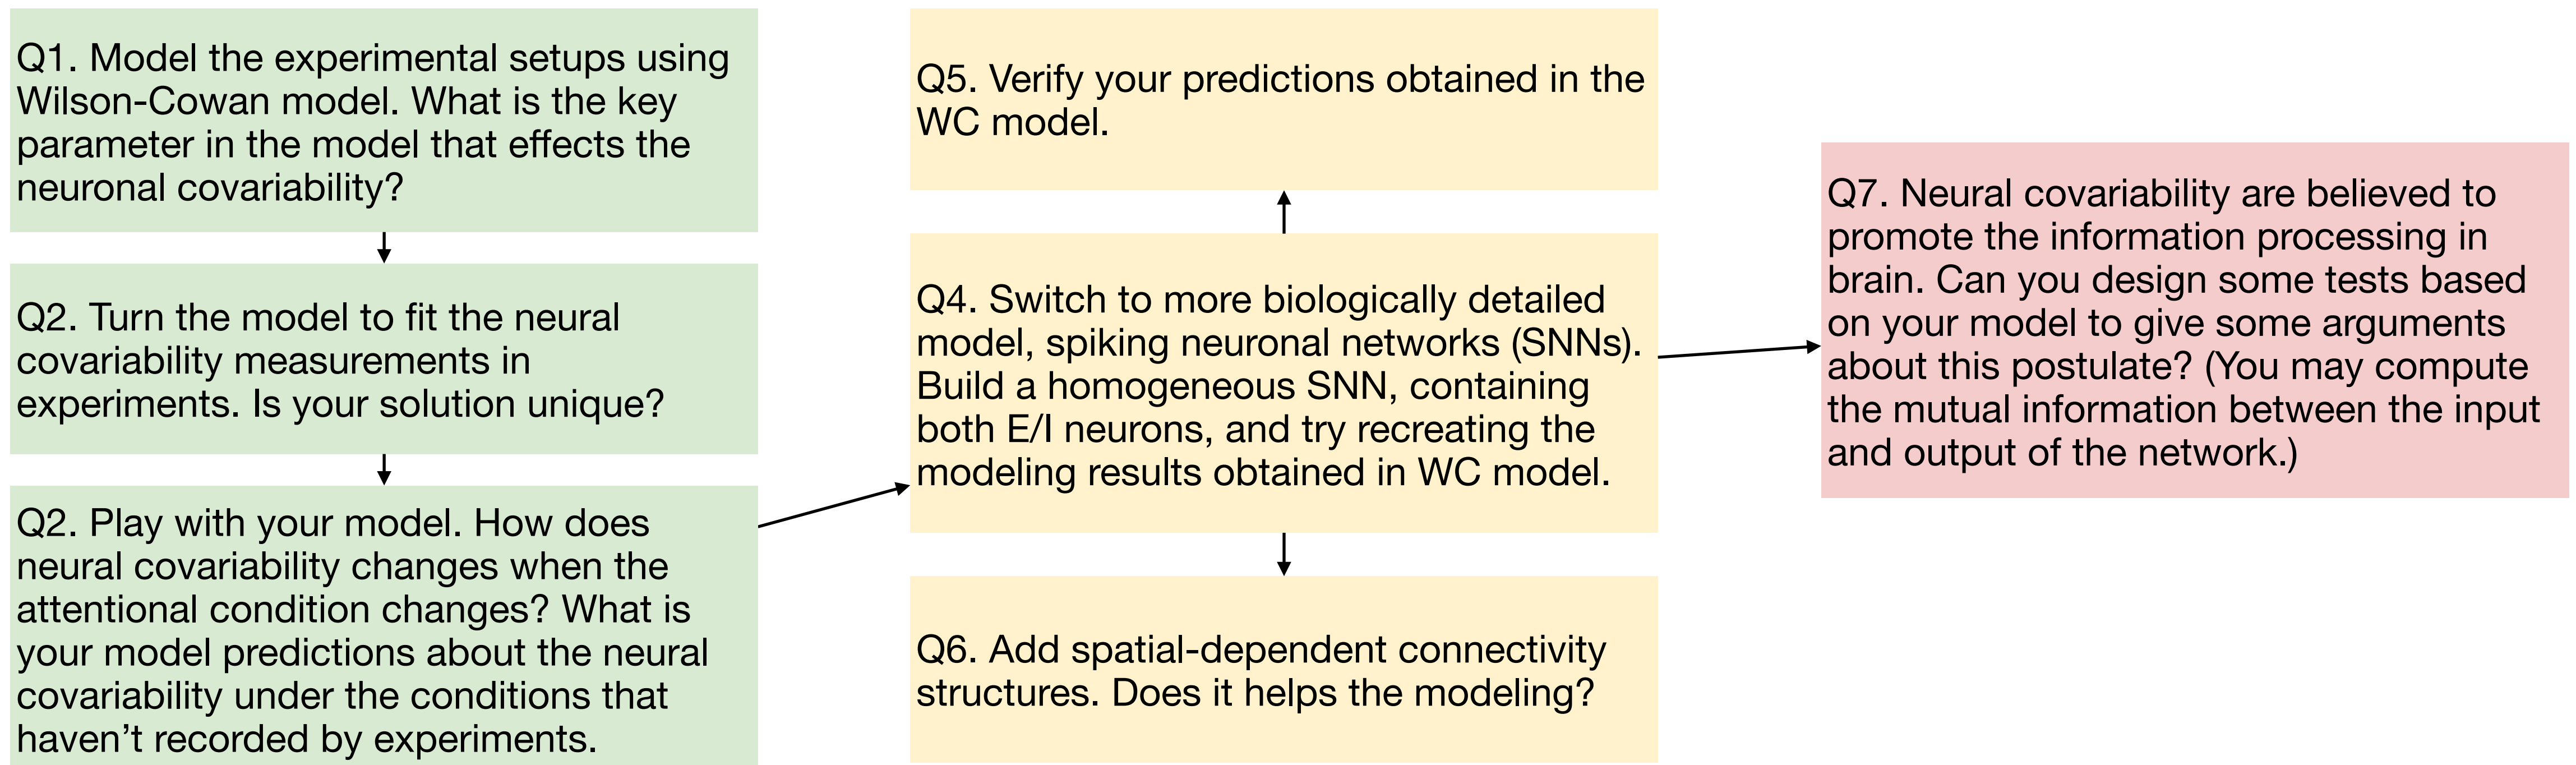 Q1. Model the experimental setups using
Wilson-Cowan model. What is the key
parameter in the model that effects the
neuronal covariability?
Q2. Turn the model to fit the neural
covariability measurements in
experiments. Is your solution unique?
Q2. Play with your model. How does
neural covariability changes when the
attentional condition changes? What is
your model predictions about the neural
covariability under the conditions that
haven’t recorded by experiments.
Q5. Verify your predictions obtained in the
WC model.
Q4. Switch to more biologically detailed
model, spiking neuronal networks (SNNs).
Build a homogeneous SNN, containing
both E/I neurons, and try recreating the
modeling results obtained in WC model.
Q6. Add spatial-dependent connectivity
structures. Does it helps the modeling?
Q7. Neural covariability are believed to
promote the information processing in
brain. Can you design some tests based
on your model to give some arguments
about this postulate? (You may compute
the mutual information between the input
and output of the network.)